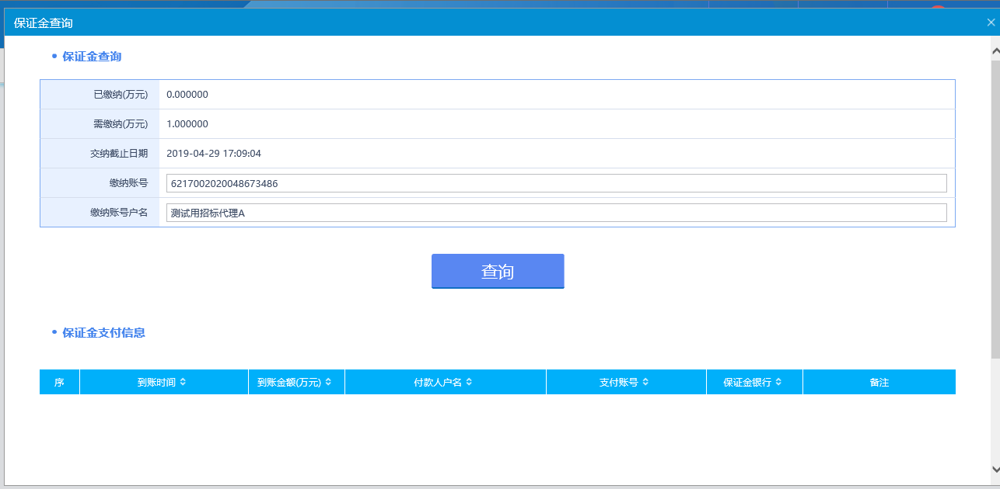 保证金查询
保证金查询
已缴纳(万元) 0.000000
需缴纳(万元) 1.000000
交纳截止日期 2019-04-29 17:09:04
缴纳账号 6217002020048673486
缴纳账号户名 测试用招标代理A
查询
保证金支付信息
序 到账时间 到账金额(万元) 付款人户名 支付账号 保证金银行 备注